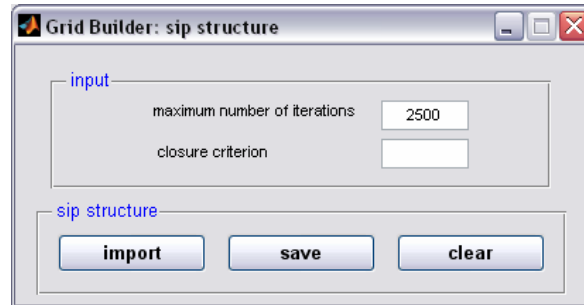 Grid Builder: sip structure
input
maximum number of iterations 2500
closure criterion
sip structure
import save clear